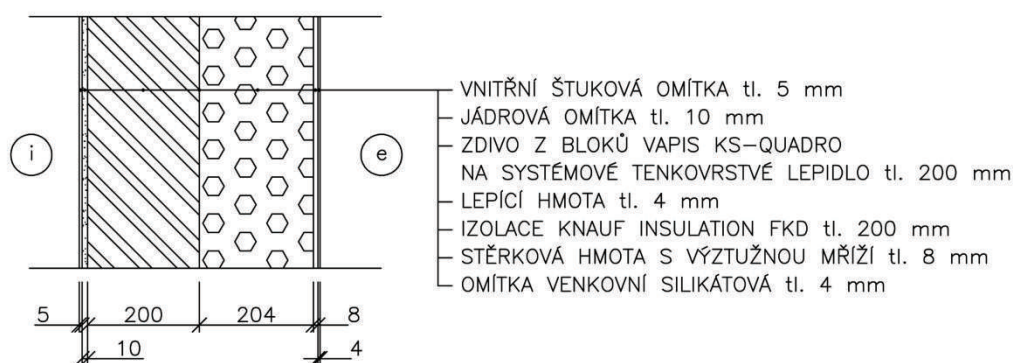 VNITŘNÍ ŠTUKOVÁ OMÍTKA tl. 5 mm
JÁDROVÁ OMÍTKA tl. 10 mm
ZDIVO Z BLOKŮ VAPIS KS-QUADRO
NA SYSTÉMOVÉ TENKOVRSTVÉ LEPIDLO tl. 200 mm
LEPÍCÍ HMOTA tl. 4 mm
IZOLACE KNAUF INSULATION FKD tl. 200 mm
STĚRKOVÁ HMOTA S VÝZTUŽNOU MŘÍŽÍ tl. 8 mm
OMÍTKA VENKOVNÍ SILIKÁTOVÁ tl. 4 mm
i
e
5 200 204 8
10 4